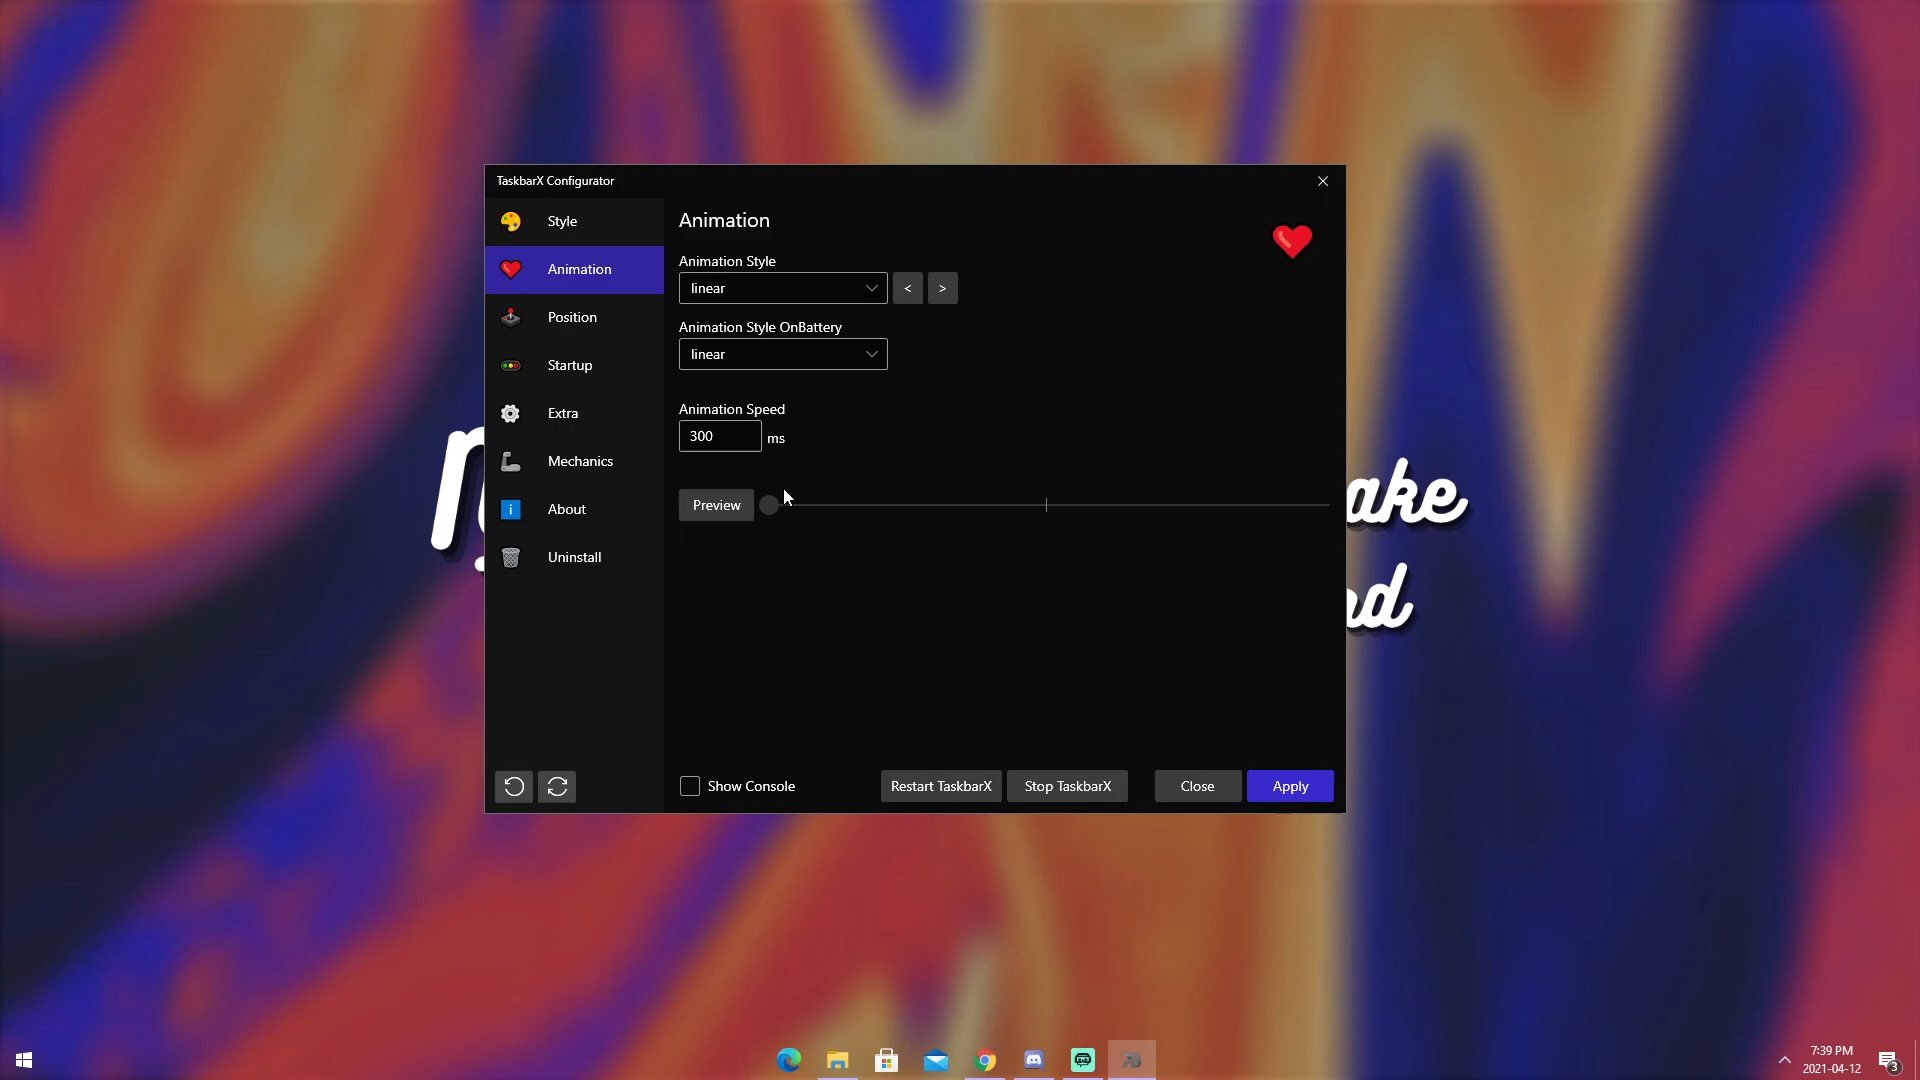 TaskbarX Configurator
Style
Animation
Position
Startup
Extra
Mechanics
About
Uninstall
Animation
Animation Style
linear
<
>
Animation Style OnBattery
linear
Animation Speed
300
ms
Preview
Show Console
Restart TaskbarX
Stop TaskbarX
Close
Apply
ake
7:39 PM
2021-04-12
3